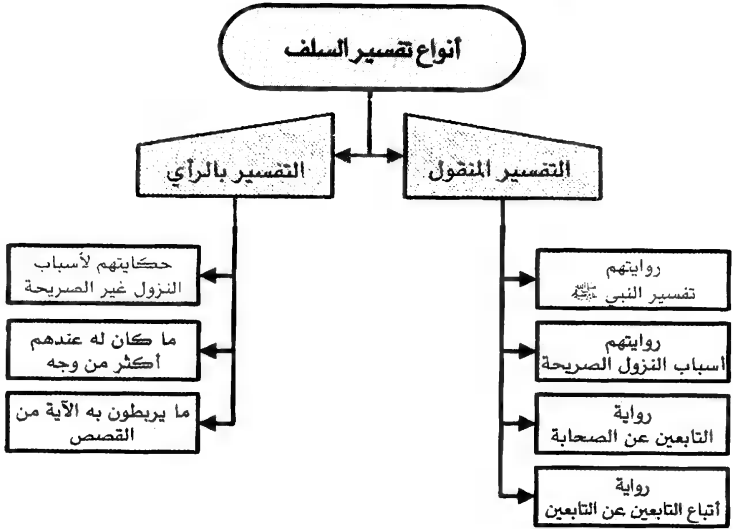 أنواع تفسير السلف
التفسير المنقول
التفسير بالرأي
روايتهم
تفسير النبي ﷺ
روايتهم
أسباب النزول الصريحة
رواية
التابعين عن الصحابة
رواية
أتباع التابعين عن التابعين
حكايتهم لأسباب
النزول غير الصريحة
ما كان له عندهم
أكثر من وجه
ما يربطون به الآية من
القصص